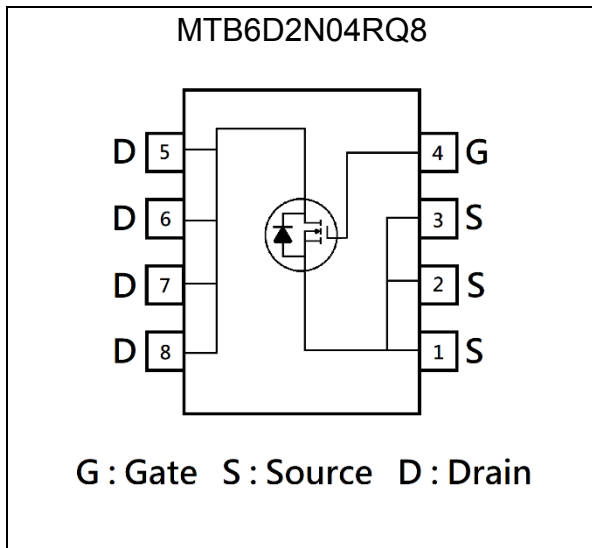 MTB6D2N04RQ8
D 5 4 G
D 6 3 S
D 7 2 S
D 8 1 S
G : Gate S : Source D : Drain